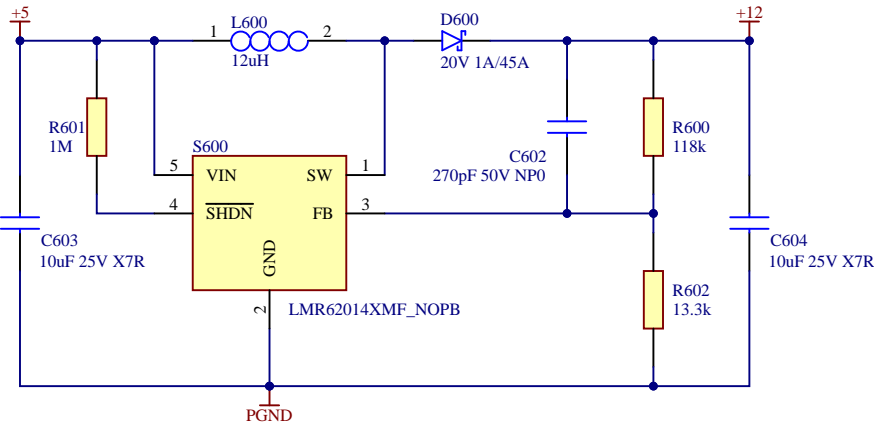 +5
+12
L600
1
2
12uH
D600
20V 1A/45A
R601
1M
S600
5
VIN
SW
1
4
SHDN
FB
3
GND
2
LMR62014XMF_NOPB
C602
270pF 50V NP0
R600
118k
C603
10uF 25V X7R
C604
10uF 25V X7R
R602
13.3k
PGND